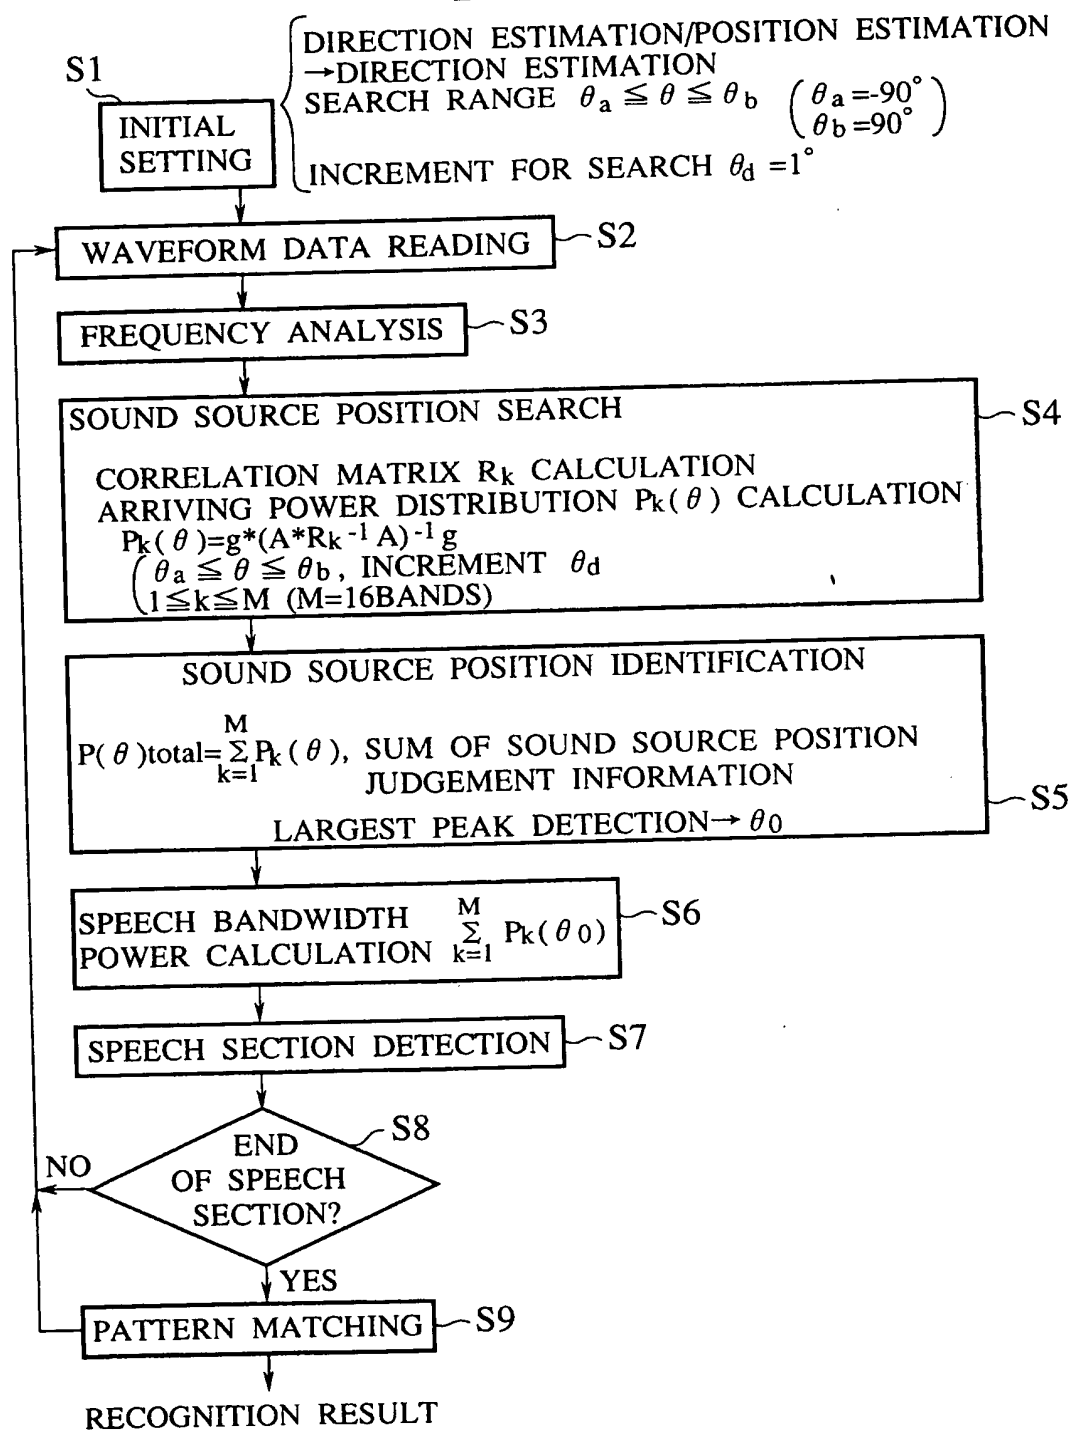 DIRECTION ESTIMATION/POSITION ESTIMATION
→DIRECTION ESTIMATION
SEARCH RANGE θa ≦ θ ≦ θb (θa =-90°
θb =90°)
INCREMENT FOR SEARCH θd =1°
S1
INITIAL
SETTING
WAVEFORM DATA READING
S2
FREQUENCY ANALYSIS
S3
SOUND SOURCE POSITION SEARCH
S4
CORRELATION MATRIX Rk CALCULATION
ARRIVING POWER DISTRIBUTION Pk(θ) CALCULATION
Pk(θ)=g*(A*Rk⁻¹ A)⁻¹ g
(θa ≦ θ ≦ θb, INCREMENT θd
1≦k≦M (M=16BANDS)
SOUND SOURCE POSITION IDENTIFICATION
P(θ)total=Σ(k=1 M) Pk(θ), SUM OF SOUND SOURCE POSITION
JUDGEMENT INFORMATION
LARGEST PEAK DETECTION→ θ0
S5
SPEECH BANDWIDTH
POWER CALCULATION Σ(k=1 M) Pk(θ0)
S6
SPEECH SECTION DETECTION
S7
END
OF SPEECH
SECTION?
S8
NO
YES
PATTERN MATCHING
S9
RECOGNITION RESULT